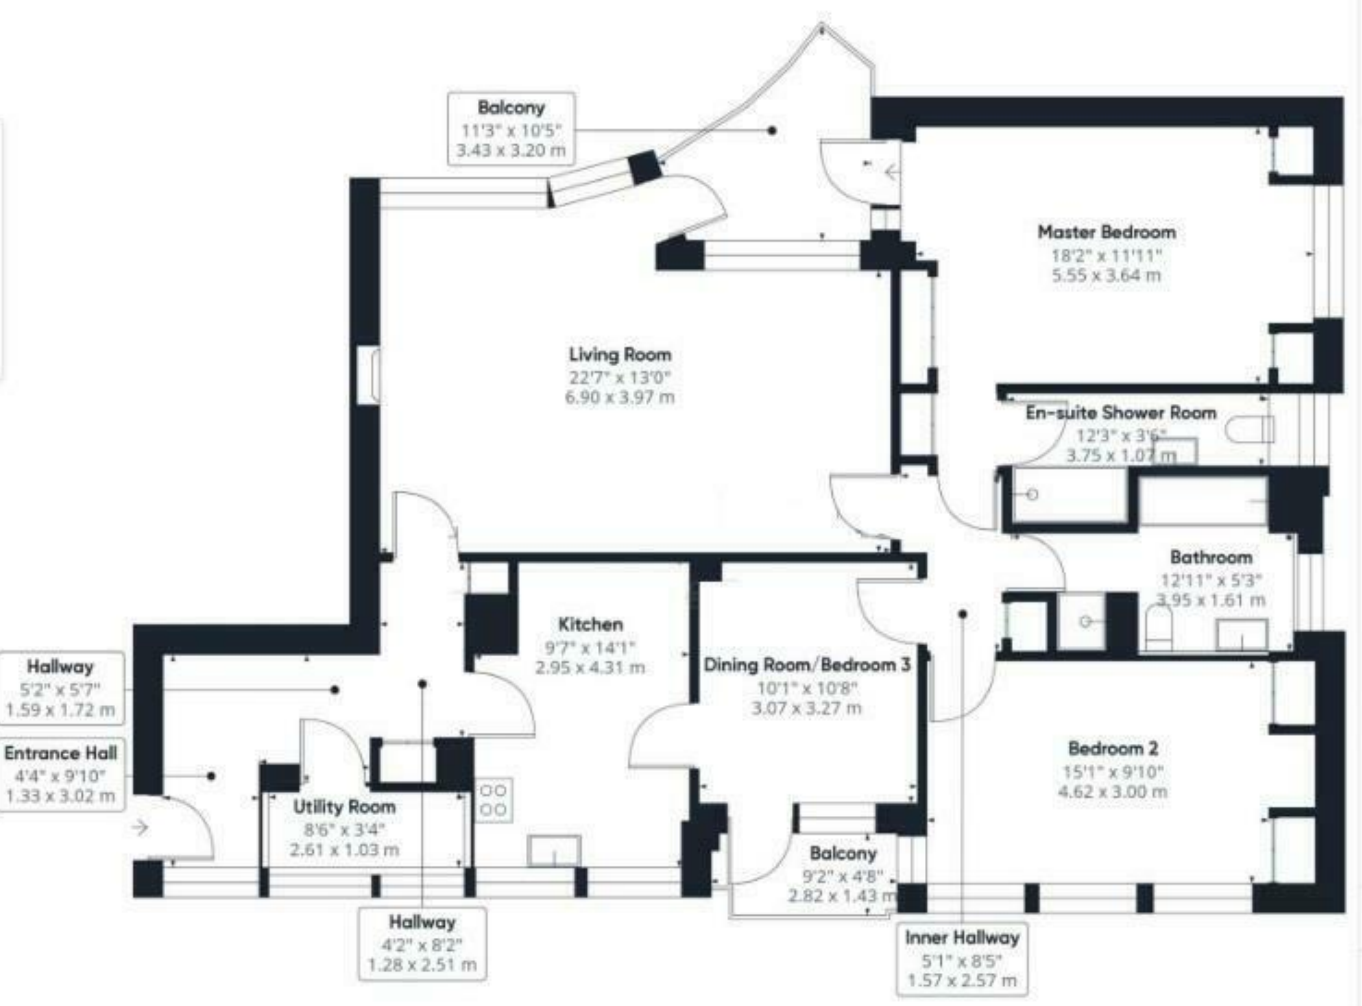 Balcony
11'3" x 10'5"
3.43 x 3.20 m
Master Bedroom
18'2" x 11'11"
5.55 x 3.64 m
Living Room
22'7" x 13'0"
6.90 x 3.97 m
En-suite Shower Room
12'3" x 3'6"
3.75 x 1.07 m
Bathroom
12'11" x 5'3"
3.95 x 1.61 m
Kitchen
9'7" x 14'1"
2.95 x 4.31 m
Dining Room/Bedroom 3
10'1" x 10'8"
3.07 x 3.27 m
Hallway
5'2" x 5'7"
1.59 x 1.72 m
Entrance Hall
4'4" x 9'10"
1.33 x 3.02 m
Utility Room
8'6" x 3'4"
2.61 x 1.03 m
Bedroom 2
15'1" x 9'10"
4.62 x 3.00 m
Balcony
9'2" x 4'8"
2.82 x 1.43 m
Hallway
4'2" x 8'2"
1.28 x 2.51 m
Inner Hallway
5'1" x 8'5"
1.57 x 2.57 m